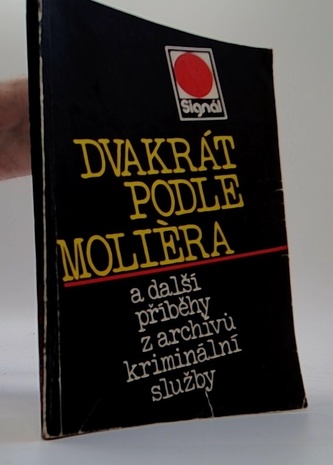 Signál
DVAKRÁT
PODLE
MOLIÈRA
a další
příběhy
z archivů
kriminální
služby